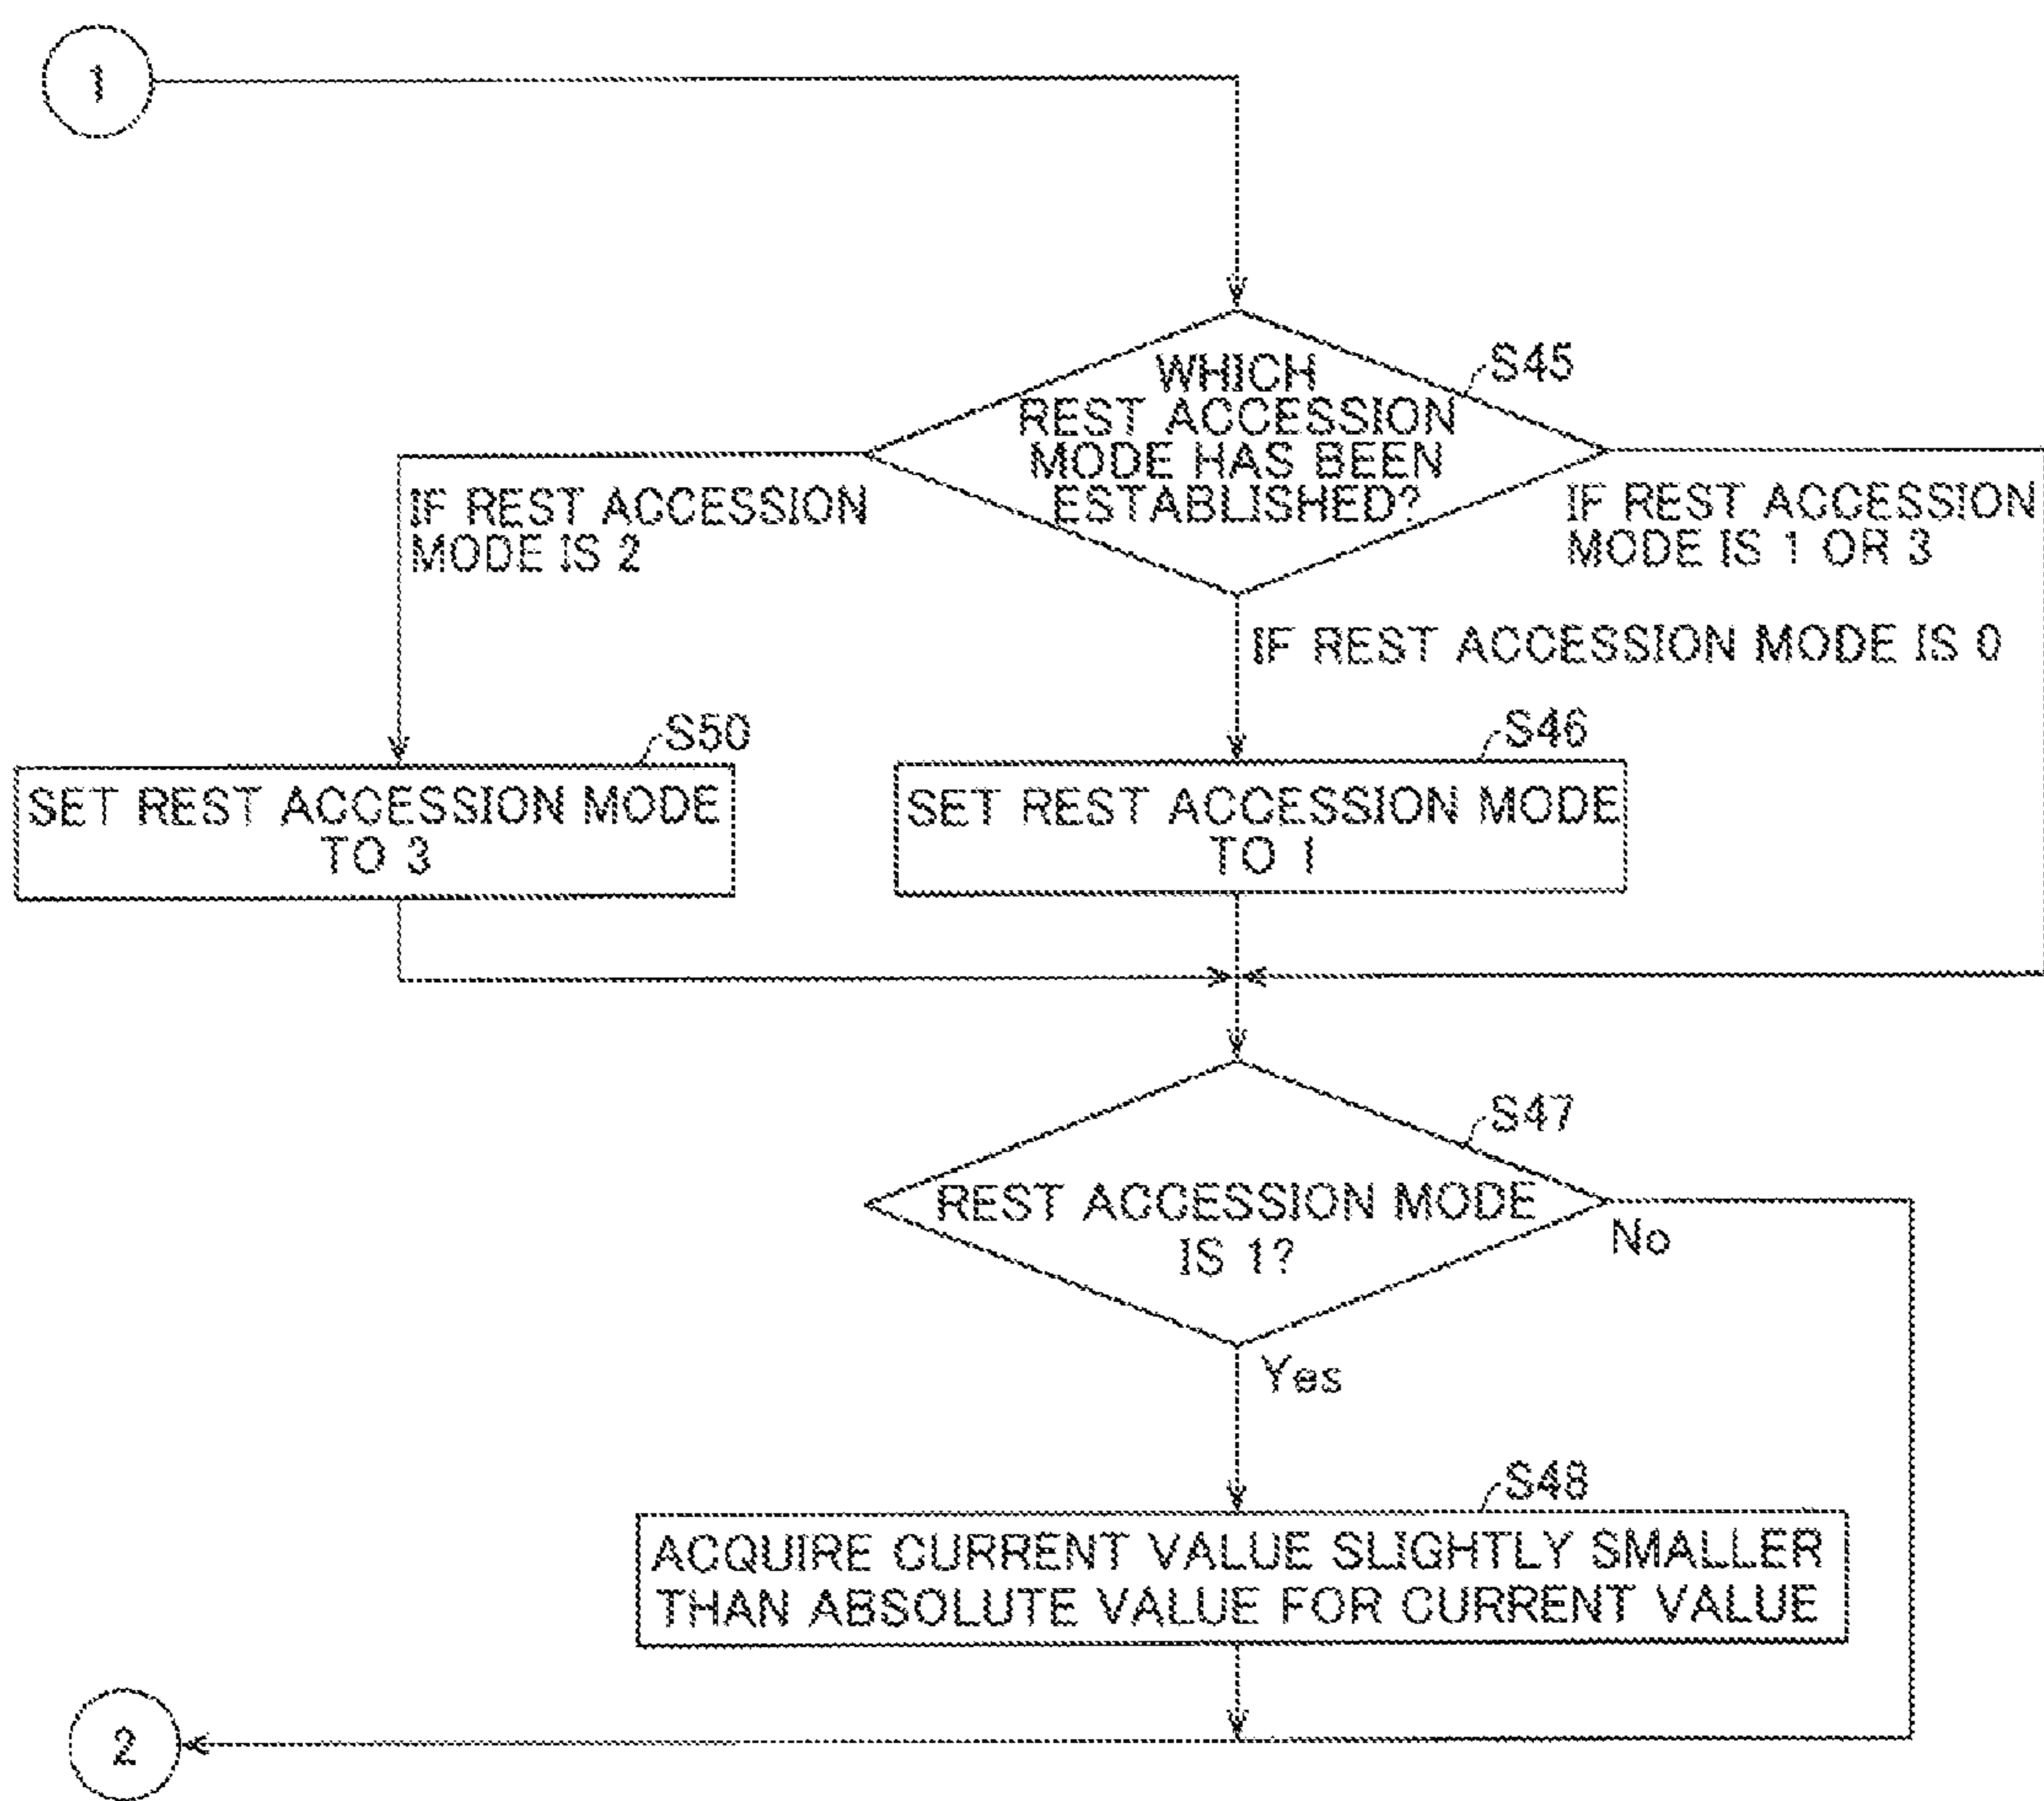 1
WHICH
REST ACCESSION
MODE HAS BEEN
ESTABLISHED?
S45
IF REST ACCESSION
MODE IS 2
IF REST ACCESSION
MODE IS 1 OR 3
IF REST ACCESSION MODE IS 0
S50
SET REST ACCESSION MODE
TO 3
S46
SET REST ACCESSION MODE
TO 1
S47
REST ACCESSION MODE
IS 1?
No
Yes
S48
ACQUIRE CURRENT VALUE SLIGHTLY SMALLER
THAN ABSOLUTE VALUE FOR CURRENT VALUE
2